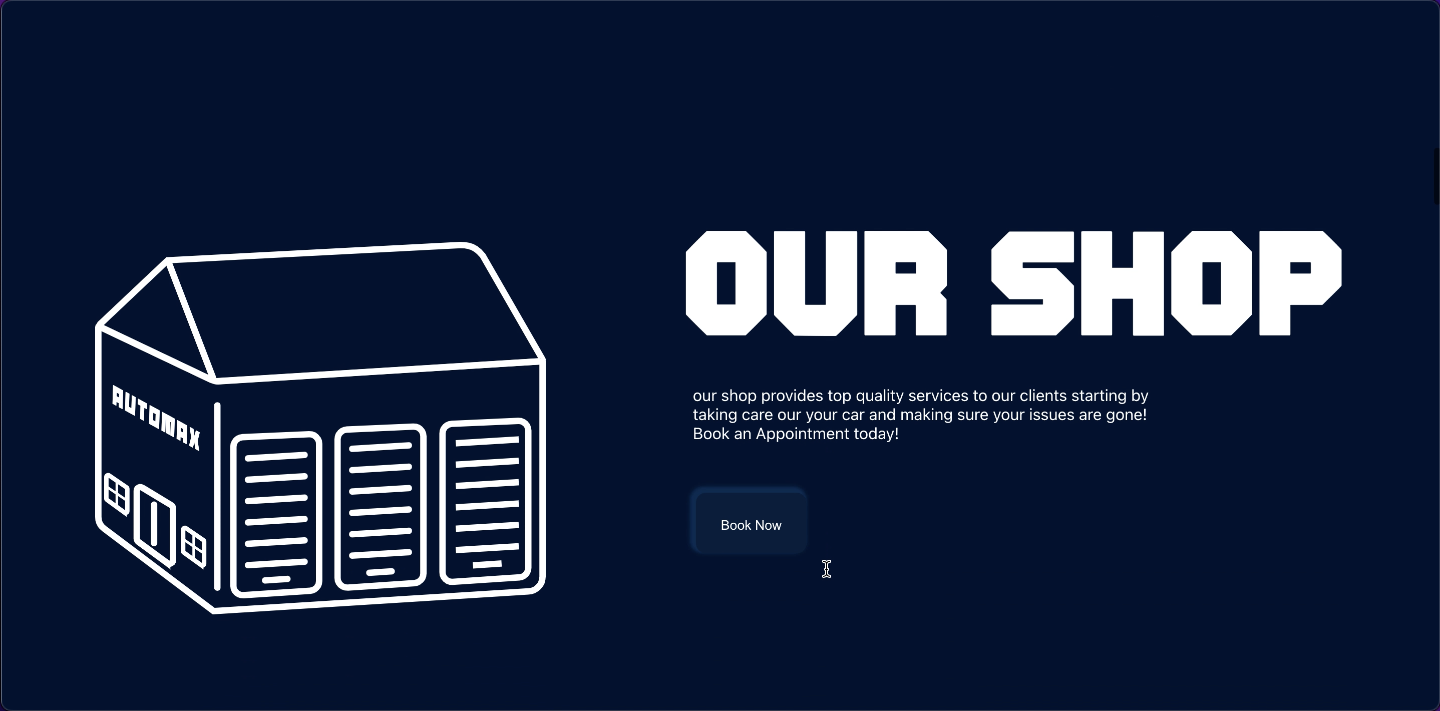 OUR SHOP
AUTOMAX
our shop provides top quality services to our clients starting by
taking care our your car and making sure your issues are gone!
Book an Appointment today!
Book Now